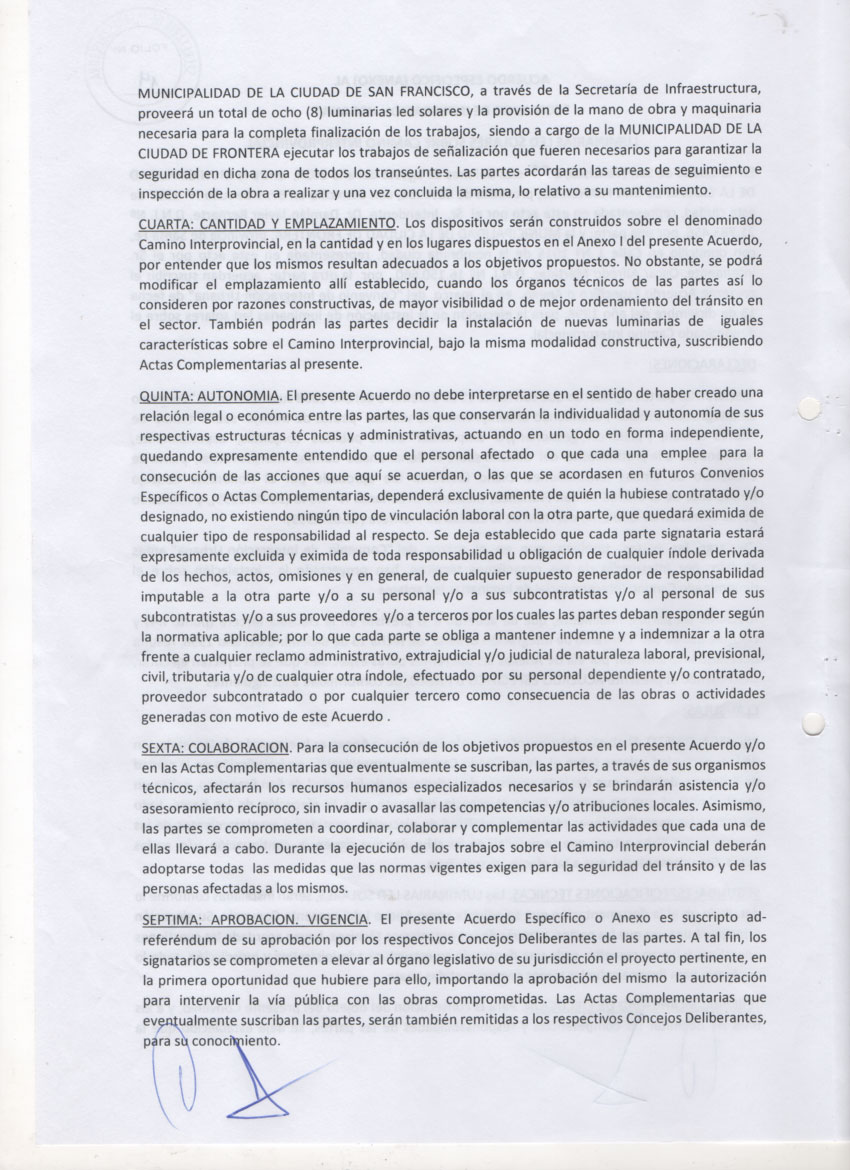 MUNICIPALIDAD DE LA CIUDAD DE SAN FRANCISCO, a través de la Secretaría de Infraestructura,
proveerá un total de ocho (8) luminarias led solares y la provisión de la mano de obra y maquinaria
necesaria para la completa finalización de los trabajos, siendo a cargo de la MUNICIPALIDAD DE LA
CIUDAD DE FRONTERA ejecutar los trabajos de señalización que fueren necesarios para garantizar la
seguridad en dicha zona de todos los transeúntes. Las partes acordarán las tareas de seguimiento e
inspección de la obra a realizar y una vez concluida la misma, lo relativo a su mantenimiento.
CUARTA: CANTIDAD Y EMPLAZAMIENTO. Los dispositivos serán construidos sobre el denominado
Camino Interprovincial, en la cantidad y en los lugares dispuestos en el Anexo I del presente Acuerdo,
por entender que los mismos resultan adecuados a los objetivos propuestos. No obstante, se podrá
modificar el emplazamiento allí establecido, cuando los órganos técnicos de las partes así lo
consideren por razones constructivas, de mayor visibilidad o de mejor ordenamiento del tránsito en
el sector. También podrán las partes decidir la instalación de nuevas luminarias de iguales
características sobre el Camino Interprovincial, bajo la misma modalidad constructiva, suscribiendo
Actas Complementarias al presente.
QUINTA: AUTONOMIA. El presente Acuerdo no debe interpretarse en el sentido de haber creado una
relación legal o económica entre las partes, las que conservarán la individualidad y autonomía de sus
respectivas estructuras técnicas y administrativas, actuando en un todo en forma independiente,
quedando expresamente entendido que el personal afectado o que cada una emplee para la
consecución de las acciones que aquí se acuerdan, o las que se acordasen en futuros Convenios
Específicos o Actas Complementarias, dependerá exclusivamente de quién la hubiese contratado y/o
designado, no existiendo ningún tipo de vinculación laboral con la otra parte, que quedará eximida de
cualquier tipo de responsabilidad al respecto. Se deja establecido que cada parte signataria estará
expresamente excluida y eximida de toda responsabilidad u obligación de cualquier índole derivada
de los hechos, actos, omisiones y en general, de cualquier supuesto generador de responsabilidad
imputable a la otra parte y/o a su personal y/o a sus subcontratistas y/o al personal de sus
subcontratistas y/o a sus proveedores y/o a terceros por los cuales las partes deban responder según
la normativa aplicable; por lo que cada parte se obliga a mantener indemne y a indemnizar a la otra
frente a cualquier reclamo administrativo, extrajudicial y/o judicial de naturaleza laboral, previsional,
civil, tributaria y/o de cualquier otra índole, efectuado por su personal dependiente y/o contratado,
proveedor subcontratado o por cualquier tercero como consecuencia de las obras o actividades
generadas con motivo de este Acuerdo .
SEXTA: COLABORACION. Para la consecución de los objetivos propuestos en el presente Acuerdo y/o
en las Actas Complementarias que eventualmente se suscriban, las partes, a través de sus organismos
técnicos, afectarán los recursos humanos especializados necesarios y se brindarán asistencia y/o
asesoramiento recíproco, sin invadir o avasallar las competencias y/o atribuciones locales. Asimismo,
las partes se comprometen a coordinar, colaborar y complementar las actividades que cada una de
ellas llevará a cabo. Durante la ejecución de los trabajos sobre el Camino Interprovincial deberán
adoptarse todas las medidas que las normas vigentes exigen para la seguridad del tránsito y de las
personas afectadas a los mismos.
SEPTIMA: APROBACION. VIGENCIA. El presente Acuerdo Específico o Anexo es suscripto ad-
referéndum de su aprobación por los respectivos Concejos Deliberantes de las partes. A tal fin, los
signatarios se comprometen a elevar al órgano legislativo de su jurisdicción el proyecto pertinente, en
la primera oportunidad que hubiere para ello, importando la aprobación del mismo la autorización
para intervenir la vía pública con las obras comprometidas. Las Actas Complementarias que
eventualmente suscriban las partes, serán también remitidas a los respectivos Concejos Deliberantes,
para su conocimiento.